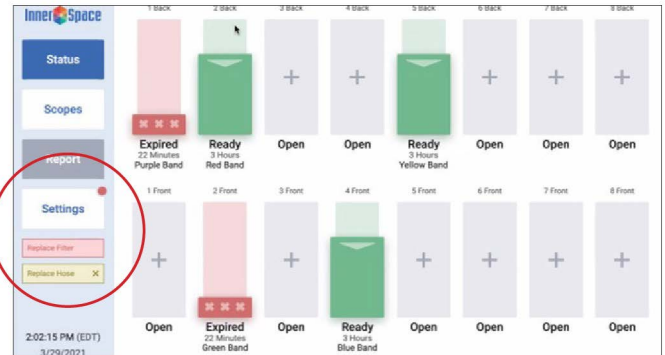 InnerSpace
Status
Scopes
Report
Settings
Replace Filter
Replace Hose X
2:02:15 PM (EDT)
3/29/2021
1 Back 2 Back 3 Back 4 Back 5 Back 6 Back 7 Back 8 Back
Expired Ready Open Open Ready Open Open Open
22 Minutes 3 Hours 3 Hours
Purple Band Red Band Yellow Band
1 Front 2 Front 3 Front 4 Front 5 Front 6 Front 7 Front 8 Front
Open Expired Open Ready Open Open Open Open
22 Minutes 3 Hours
Green Band Blue Band